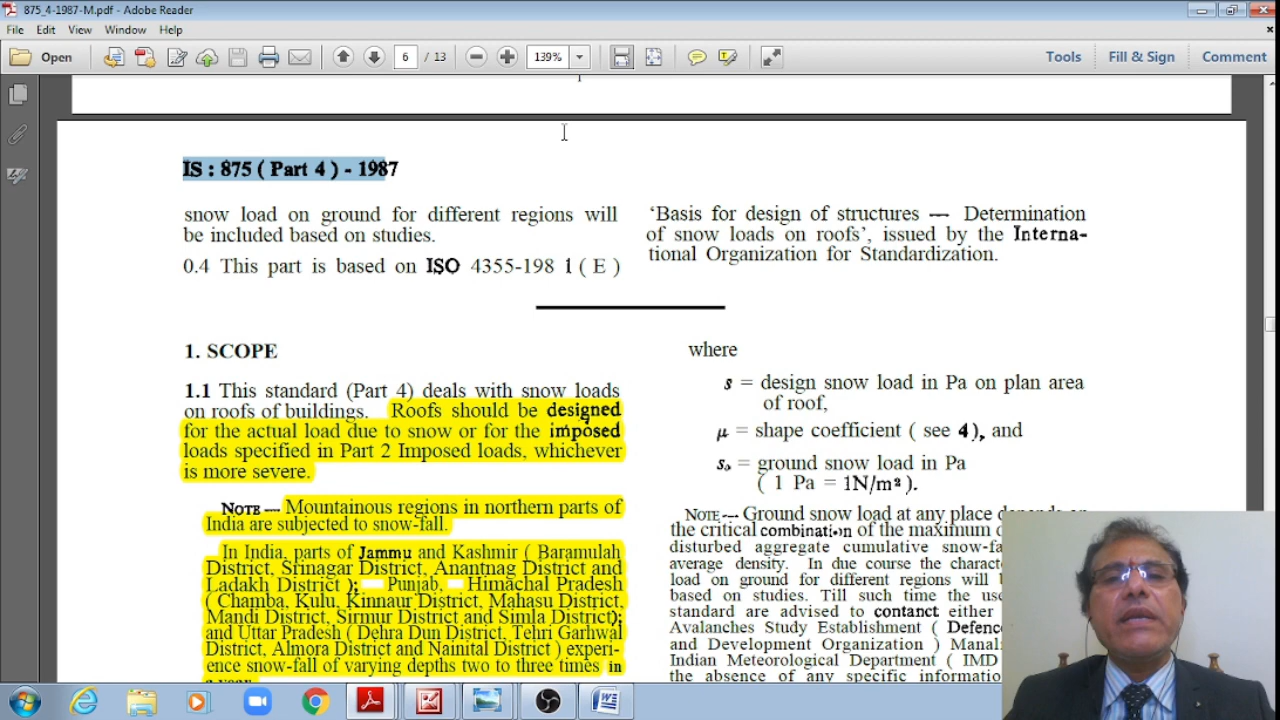 875_4-1987-M.pdf - Adobe Reader
File Edit View Window Help
Open 6 / 13 139% Tools Fill & Sign Comment
IS : 875 ( Part 4 ) - 1987
snow load on ground for different regions will
be included based on studies.
0.4 This part is based on ISO 4355-198 1 ( E )
‘Basis for design of structures — Determination
of snow loads on roofs’, issued by the Interna-
tional Organization for Standardization.
1. SCOPE
1.1 This standard (Part 4) deals with snow loads
on roofs of buildings. Roofs should be designed
for the actual load due to snow or for the imposed
loads specified in Part 2 Imposed loads, whichever
is more severe.
NOTE — Mountainous regions in northern parts of
India are subjected to snow-fall.
In India, parts of Jammu and Kashmir ( Baramulah
District, Srinagar District, Anantnag District and
Ladakh District ); Punjab, Himachal Pradesh
( Chamba, Kulu, Kinnaur District, Mahasu District,
Mandi District, Sirmur District and Simla District);
and Uttar Pradesh ( Dehra Dun District, Tehri Garhwal
District, Almora District and Nainital District ) experi-
ence snow-fall of varying depths two to three times in
where
s = design snow load in Pa on plan area
of roof,
μ = shape coefficient ( see 4), and
s₀ = ground snow load in Pa
( 1 Pa = 1N/m² ).
NOTE-- Ground snow load at any place depends on
the critical combination of the maximum
disturbed aggregate cumulative
average density. In due course the
load on ground for different regions will
based on studies. Till such time the
standard are advised to contanct either
Avalanches Study Establishment (
and Development Organization )
Indian Meteorological Department ( IMD
the absence of any specific